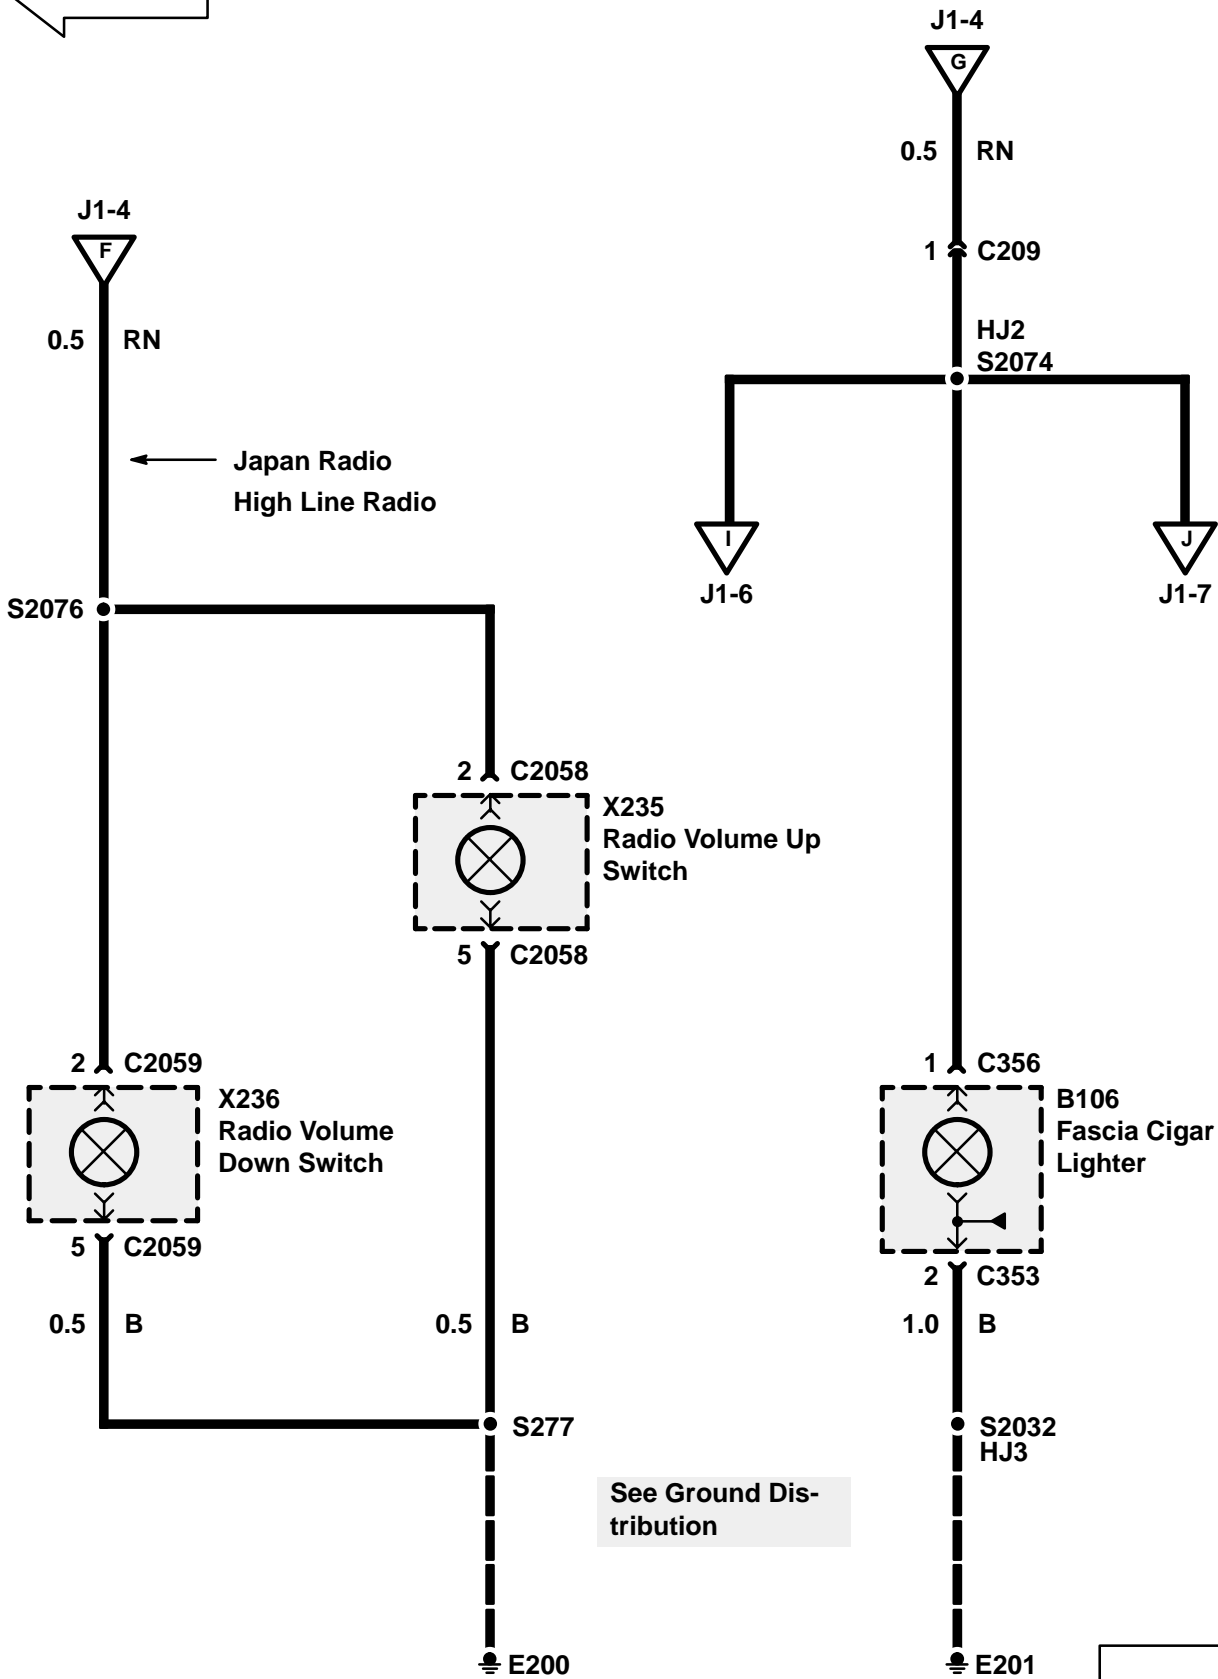 J1-4
G
0.5 RN
1 C209
J1-4
F
0.5 RN
HJ2
S2074
Japan Radio
High Line Radio
I
J
J1-6
J1-7
S2076
2 C2058
X235
Radio Volume Up
Switch
5 C2058
2 C2059
X236
Radio Volume
Down Switch
5 C2059
1 C356
B106
Fascia Cigar
Lighter
2 C353
0.5 B
0.5 B
1.0 B
S277
S2032
HJ3
See Ground Dis-
tribution
E200
E201